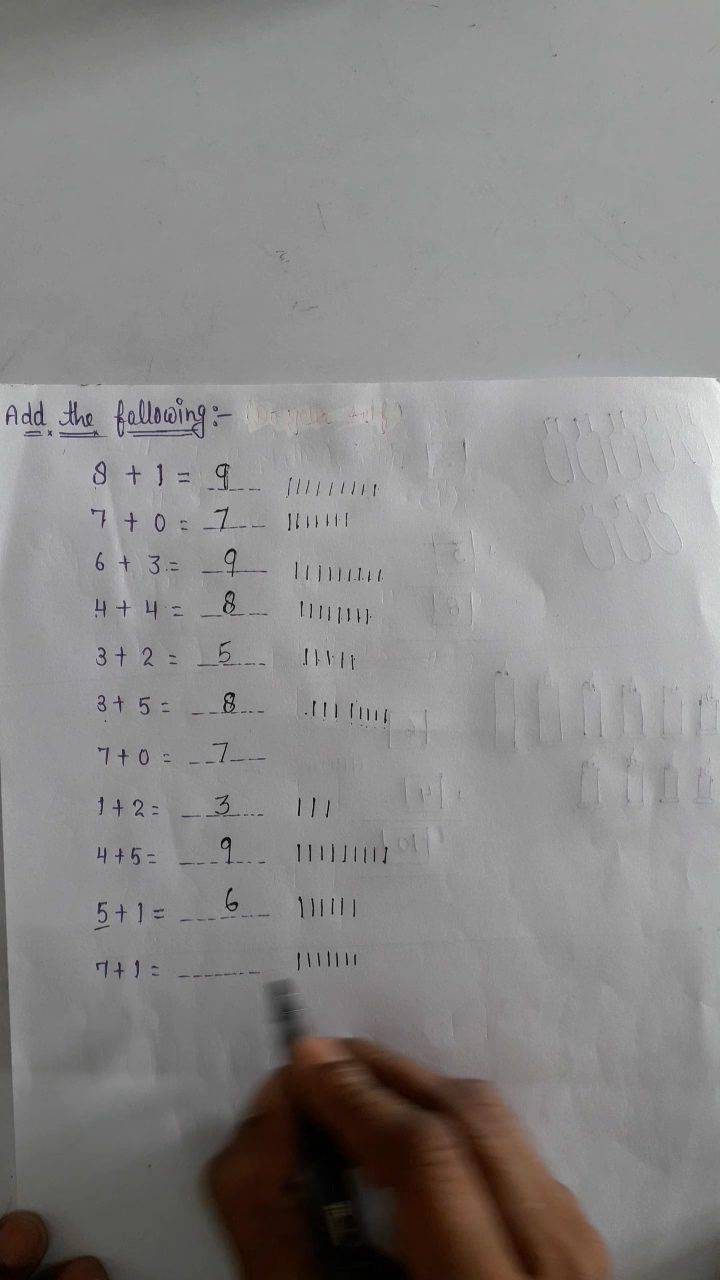 Add the following:-
8 + 1 = 9
7 + 0 = 7
6 + 3 = 9
4 + 4 = 8
3 + 2 = 5
3 + 5 = 8
7 + 0 = 7
1 + 2 = 3
4 + 5 = 9
5 + 1 = 6
7 + 1 =